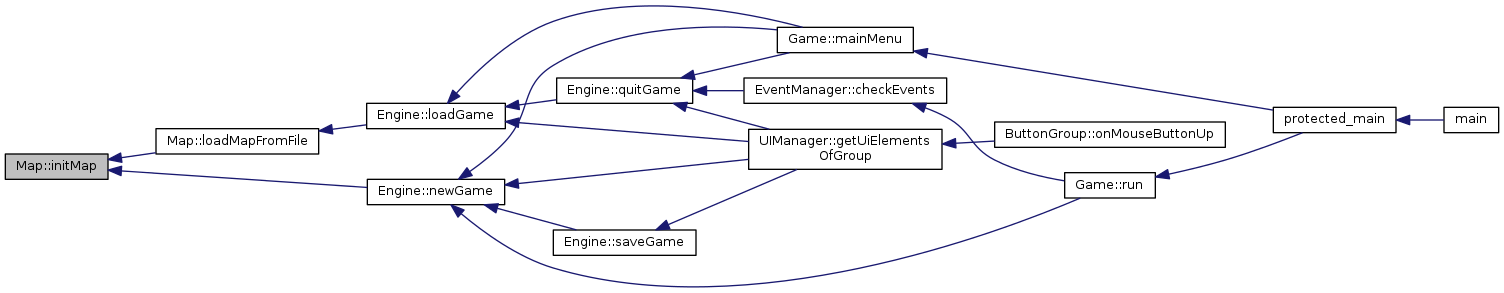 Map::initMap
Map::loadMapFromFile
Engine::loadGame
Engine::newGame
Engine::quitGame
Engine::saveGame
Game::mainMenu
EventManager::checkEvents
UIManager::getUiElements
OfGroup
ButtonGroup::onMouseButtonUp
Game::run
protected_main
main